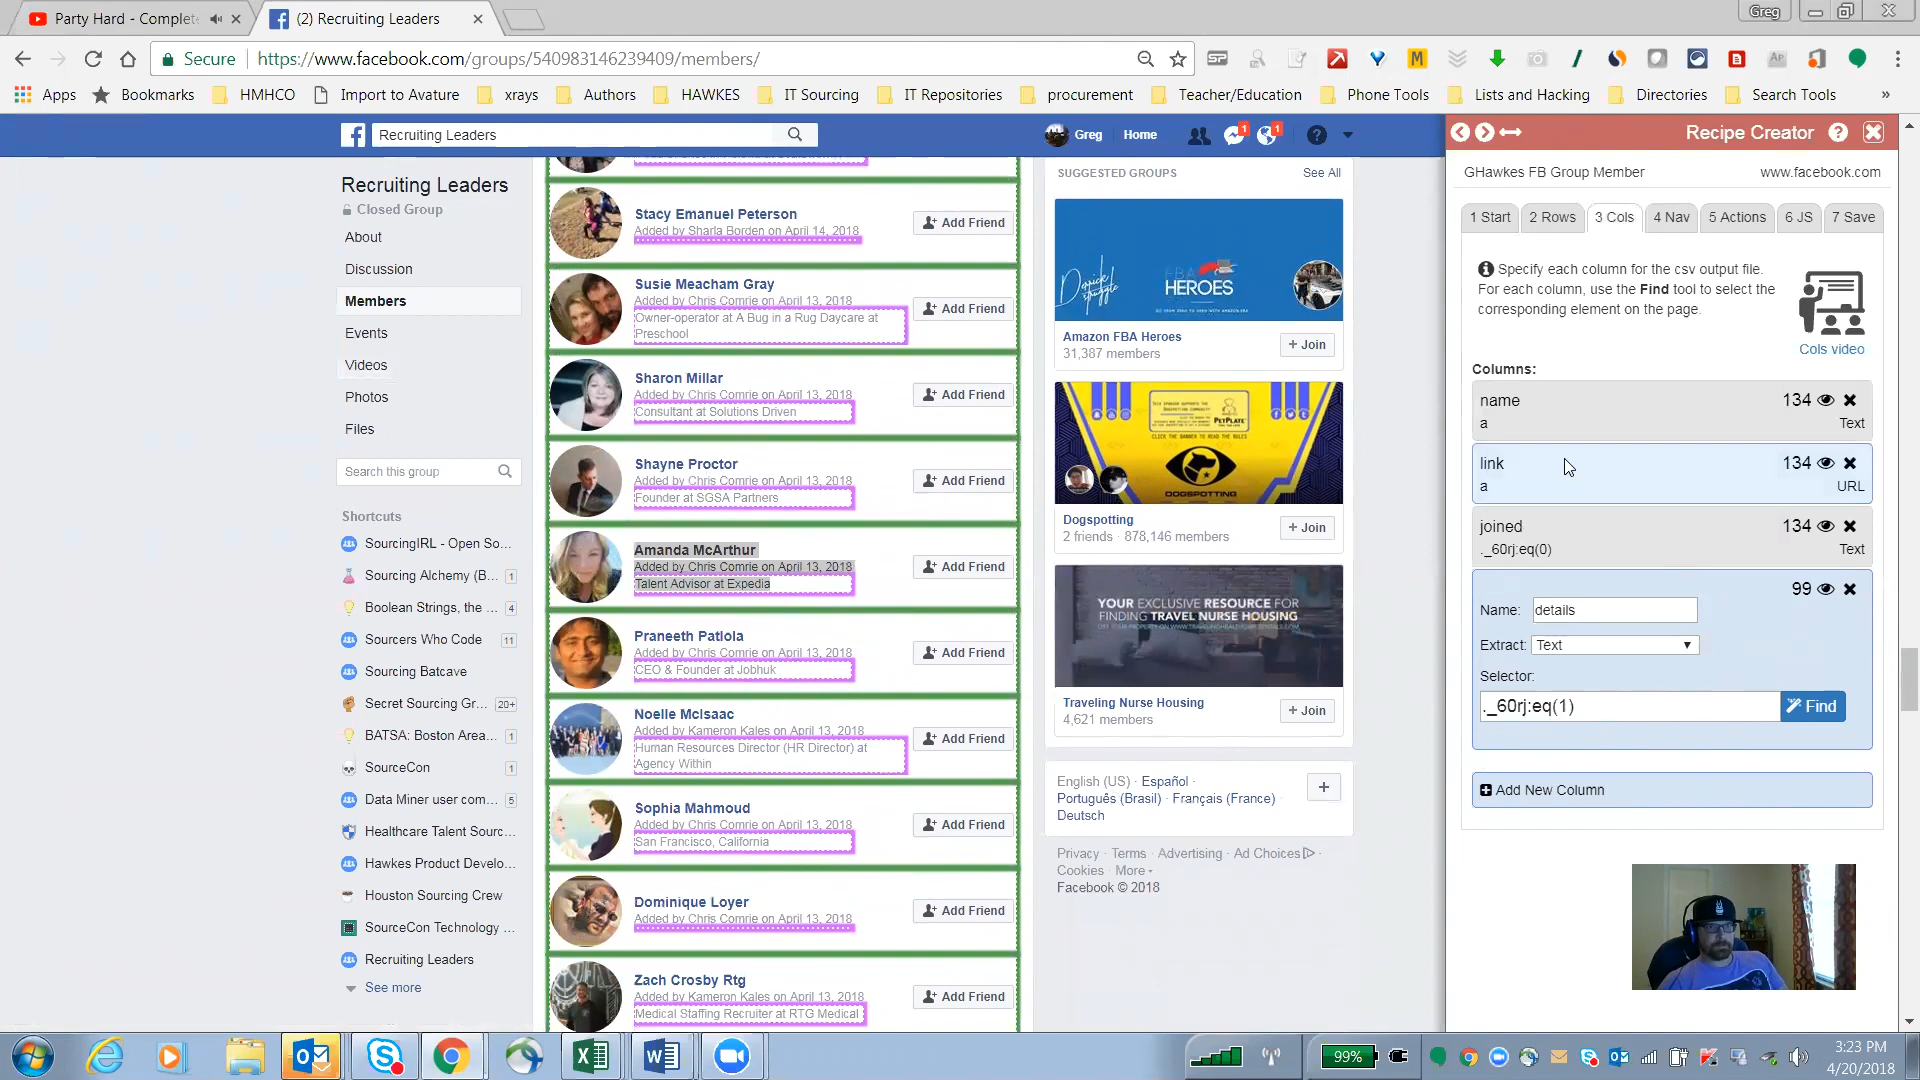 Party Hard - Complete
(2) Recruiting Leaders
Greg
Secure
https://www.facebook.com/groups/540983146239409/members/
Apps
Bookmarks
HMHCO
Import to Avature
xrays
Authors
HAWKES
IT Sourcing
IT Repositories
procurement
Teacher/Education
Phone Tools
Lists and Hacking
Directories
Search Tools
»
Recruiting Leaders
Greg
Home
1
1
Recruiting Leaders
Closed Group
About
Discussion
Members
Events
Videos
Photos
Files
Search this group
Shortcuts
SourcingIRL - Open So...
Sourcing Alchemy (B... 1
Boolean Strings, the ... 4
Sourcers Who Code 11
Sourcing Batcave
Secret Sourcing Gr... 20+
BATSA: Boston Area... 1
SourceCon 1
Data Miner user com... 5
Healthcare Talent Sourc...
Hawkes Product Develo...
Houston Sourcing Crew
SourceCon Technology ...
Recruiting Leaders
See more
Stacy Emanuel Peterson
Added by Sharla Borden on April 14, 2018
Add Friend
Susie Meacham Gray
Added by Chris Comrie on April 13, 2018
Owner-operator at A Bug in a Rug Daycare at
Preschool
Add Friend
Sharon Millar
Added by Chris Comrie on April 13, 2018
Consultant at Solutions Driven
Add Friend
Shayne Proctor
Added by Chris Comrie on April 13, 2018
Founder at SGSA Partners
Add Friend
Amanda McArthur
Added by Chris Comrie on April 13, 2018
Talent Advisor at Expedia
Add Friend
Praneeth Patlola
Added by Chris Comrie on April 13, 2018
CEO & Founder at Jobhuk
Add Friend
Noelle McIsaac
Added by Kameron Kales on April 13, 2018
Human Resources Director (HR Director) at
Agency Within
Add Friend
Sophia Mahmoud
Added by Chris Comrie on April 13, 2018
San Francisco, California
Add Friend
Dominique Loyer
Added by Chris Comrie on April 13, 2018
Add Friend
Zach Crosby Rtg
Added by Kameron Kales on April 13, 2018
Medical Staffing Recruiter at RTG Medical
Add Friend
SUGGESTED GROUPS
See All
FBA
HEROES
Amazon FBA Heroes
31,387 members
+ Join
PETPLATE
CLICK THE BANNER TO READ THE RULES
DOGSPOTTING
Dogspotting
2 friends · 878,146 members
+ Join
YOUR EXCLUSIVE RESOURCE FOR
FINDING TRAVEL NURSE HOUSING
Traveling Nurse Housing
4,621 members
+ Join
English (US) · Español ·
Português (Brasil) · Français (France) ·
Deutsch
+
Privacy · Terms · Advertising · Ad Choices ·
Cookies · More
Facebook © 2018
Recipe Creator
GHawkes FB Group Member
www.facebook.com
1 Start
2 Rows
3 Cols
4 Nav
5 Actions
6 JS
7 Save
Specify each column for the csv output file.
For each column, use the Find tool to select the
corresponding element on the page.
Cols video
Columns:
name 134
a Text
link 134
a URL
joined 134
._60rj:eq(0) Text
99
Name: details
Extract: Text
Selector:
._60rj:eq(1)
Find
Add New Column
99%
3:23 PM
4/20/2018